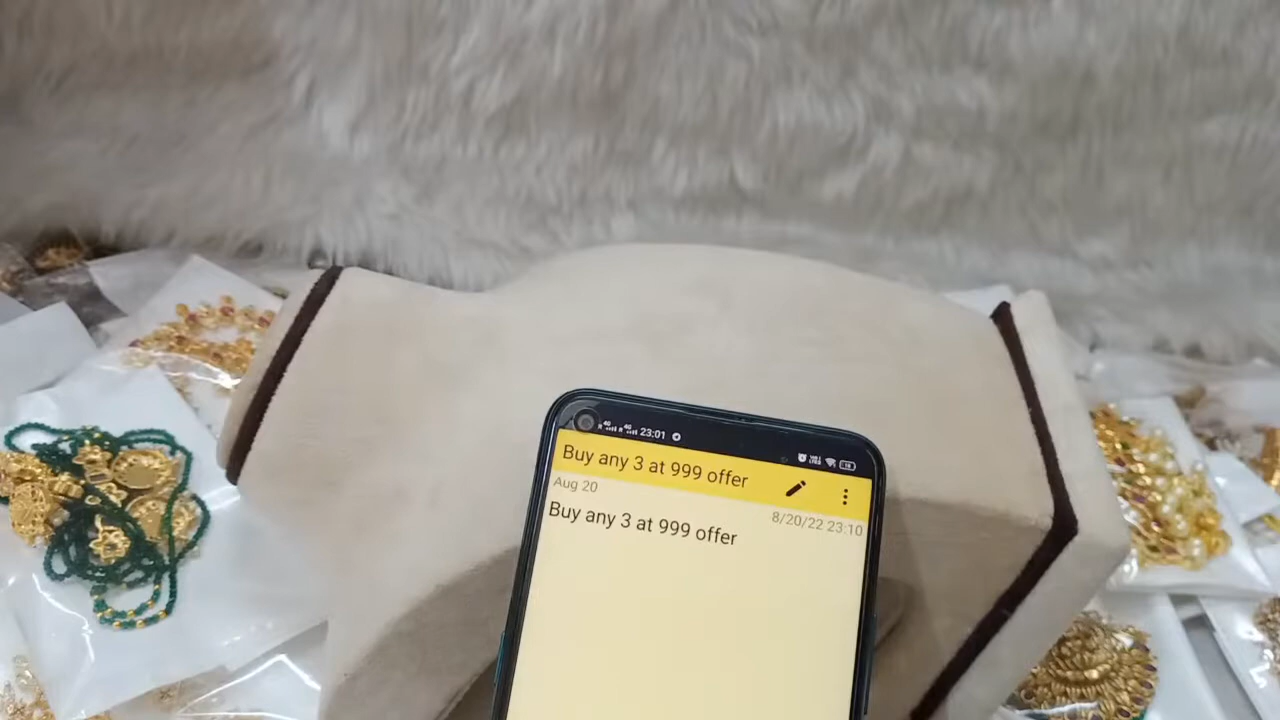 23:01
Buy any 3 at 999 offer
Aug 20
8/20/22 23:10
Buy any 3 at 999 offer